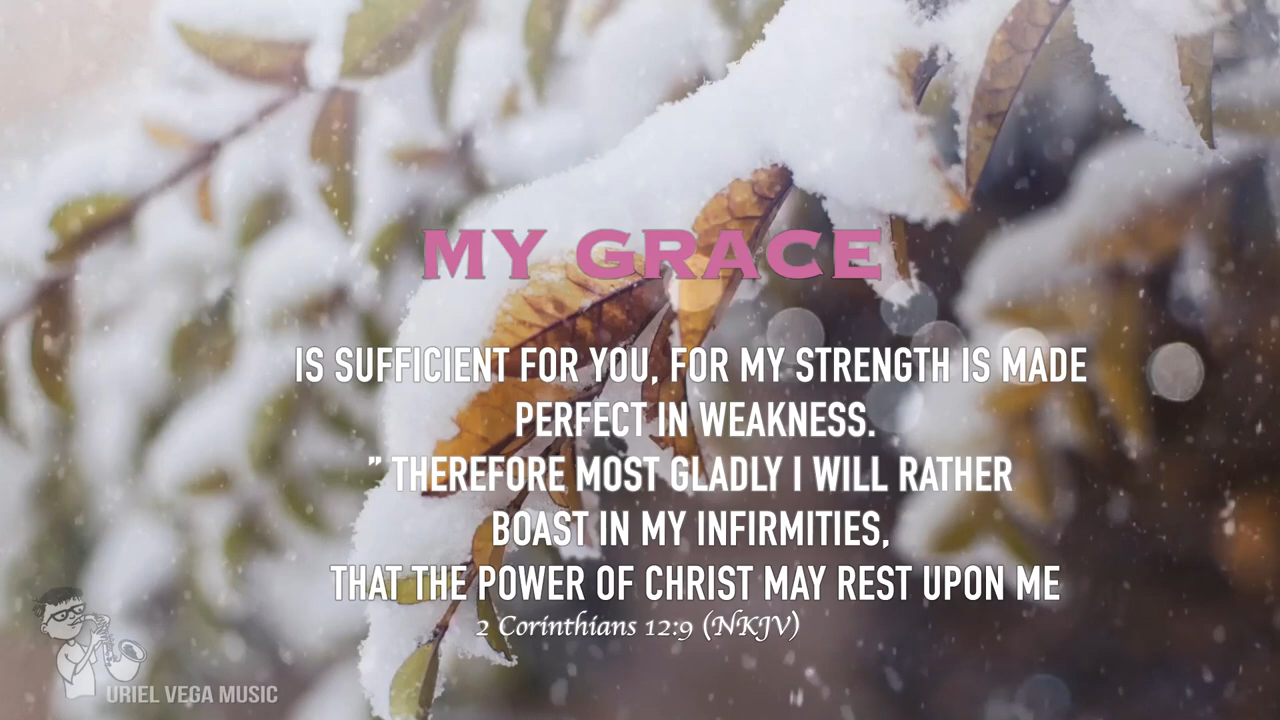 MY GRACE
IS SUFFICIENT FOR YOU, FOR MY STRENGTH IS MADE
PERFECT IN WEAKNESS.
” THEREFORE MOST GLADLY I WILL RATHER
BOAST IN MY INFIRMITIES,
THAT THE POWER OF CHRIST MAY REST UPON ME
2 Corinthians 12:9 (NKJV)
URIEL VEGA MUSIC